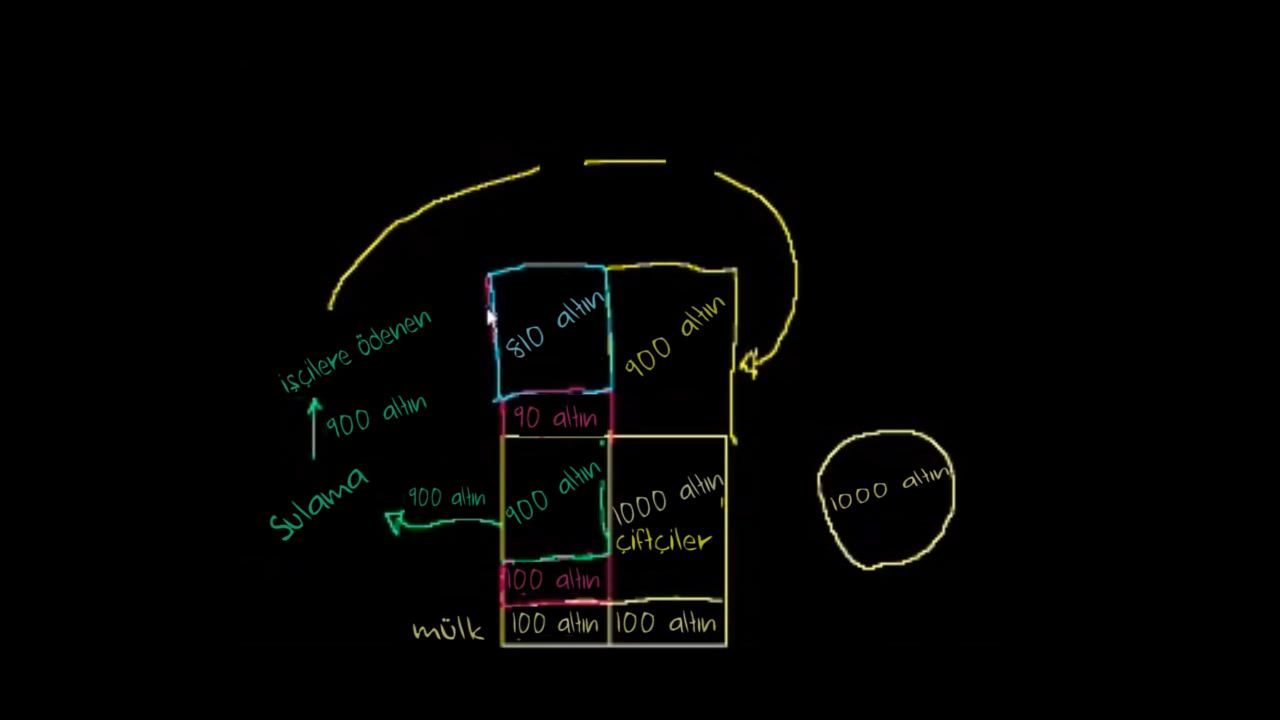 810 altın
900 altın
işçilere ödenen
900 altın
90 altın
Sulama
900 altın
900 altın
1000 altın
çiftçiler
1000 altın
100 altın
mülk
100 altın
100 altın